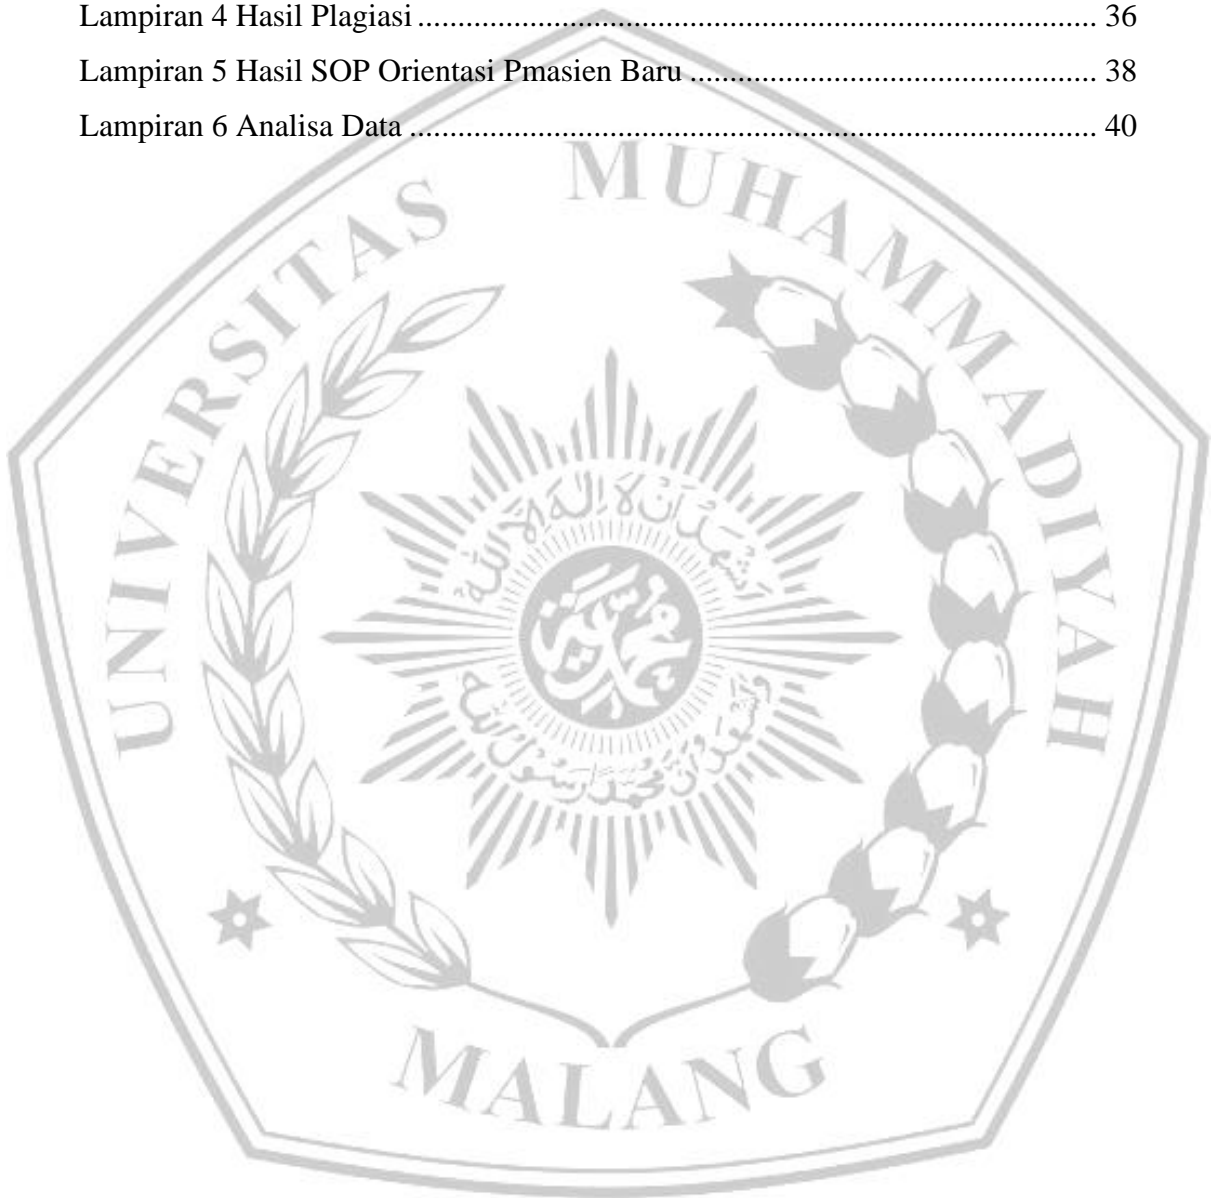 Lampiran 4 Hasil Plagiasi........................................................................................ 36
Lampiran 5 Hasil SOP Orientasi Pmasien Baru .................................................... 38
Lampiran 6 Analisa Data ........................................................................................ 40
UNIVERSITAS MUHAMMADIYAH
MALANG